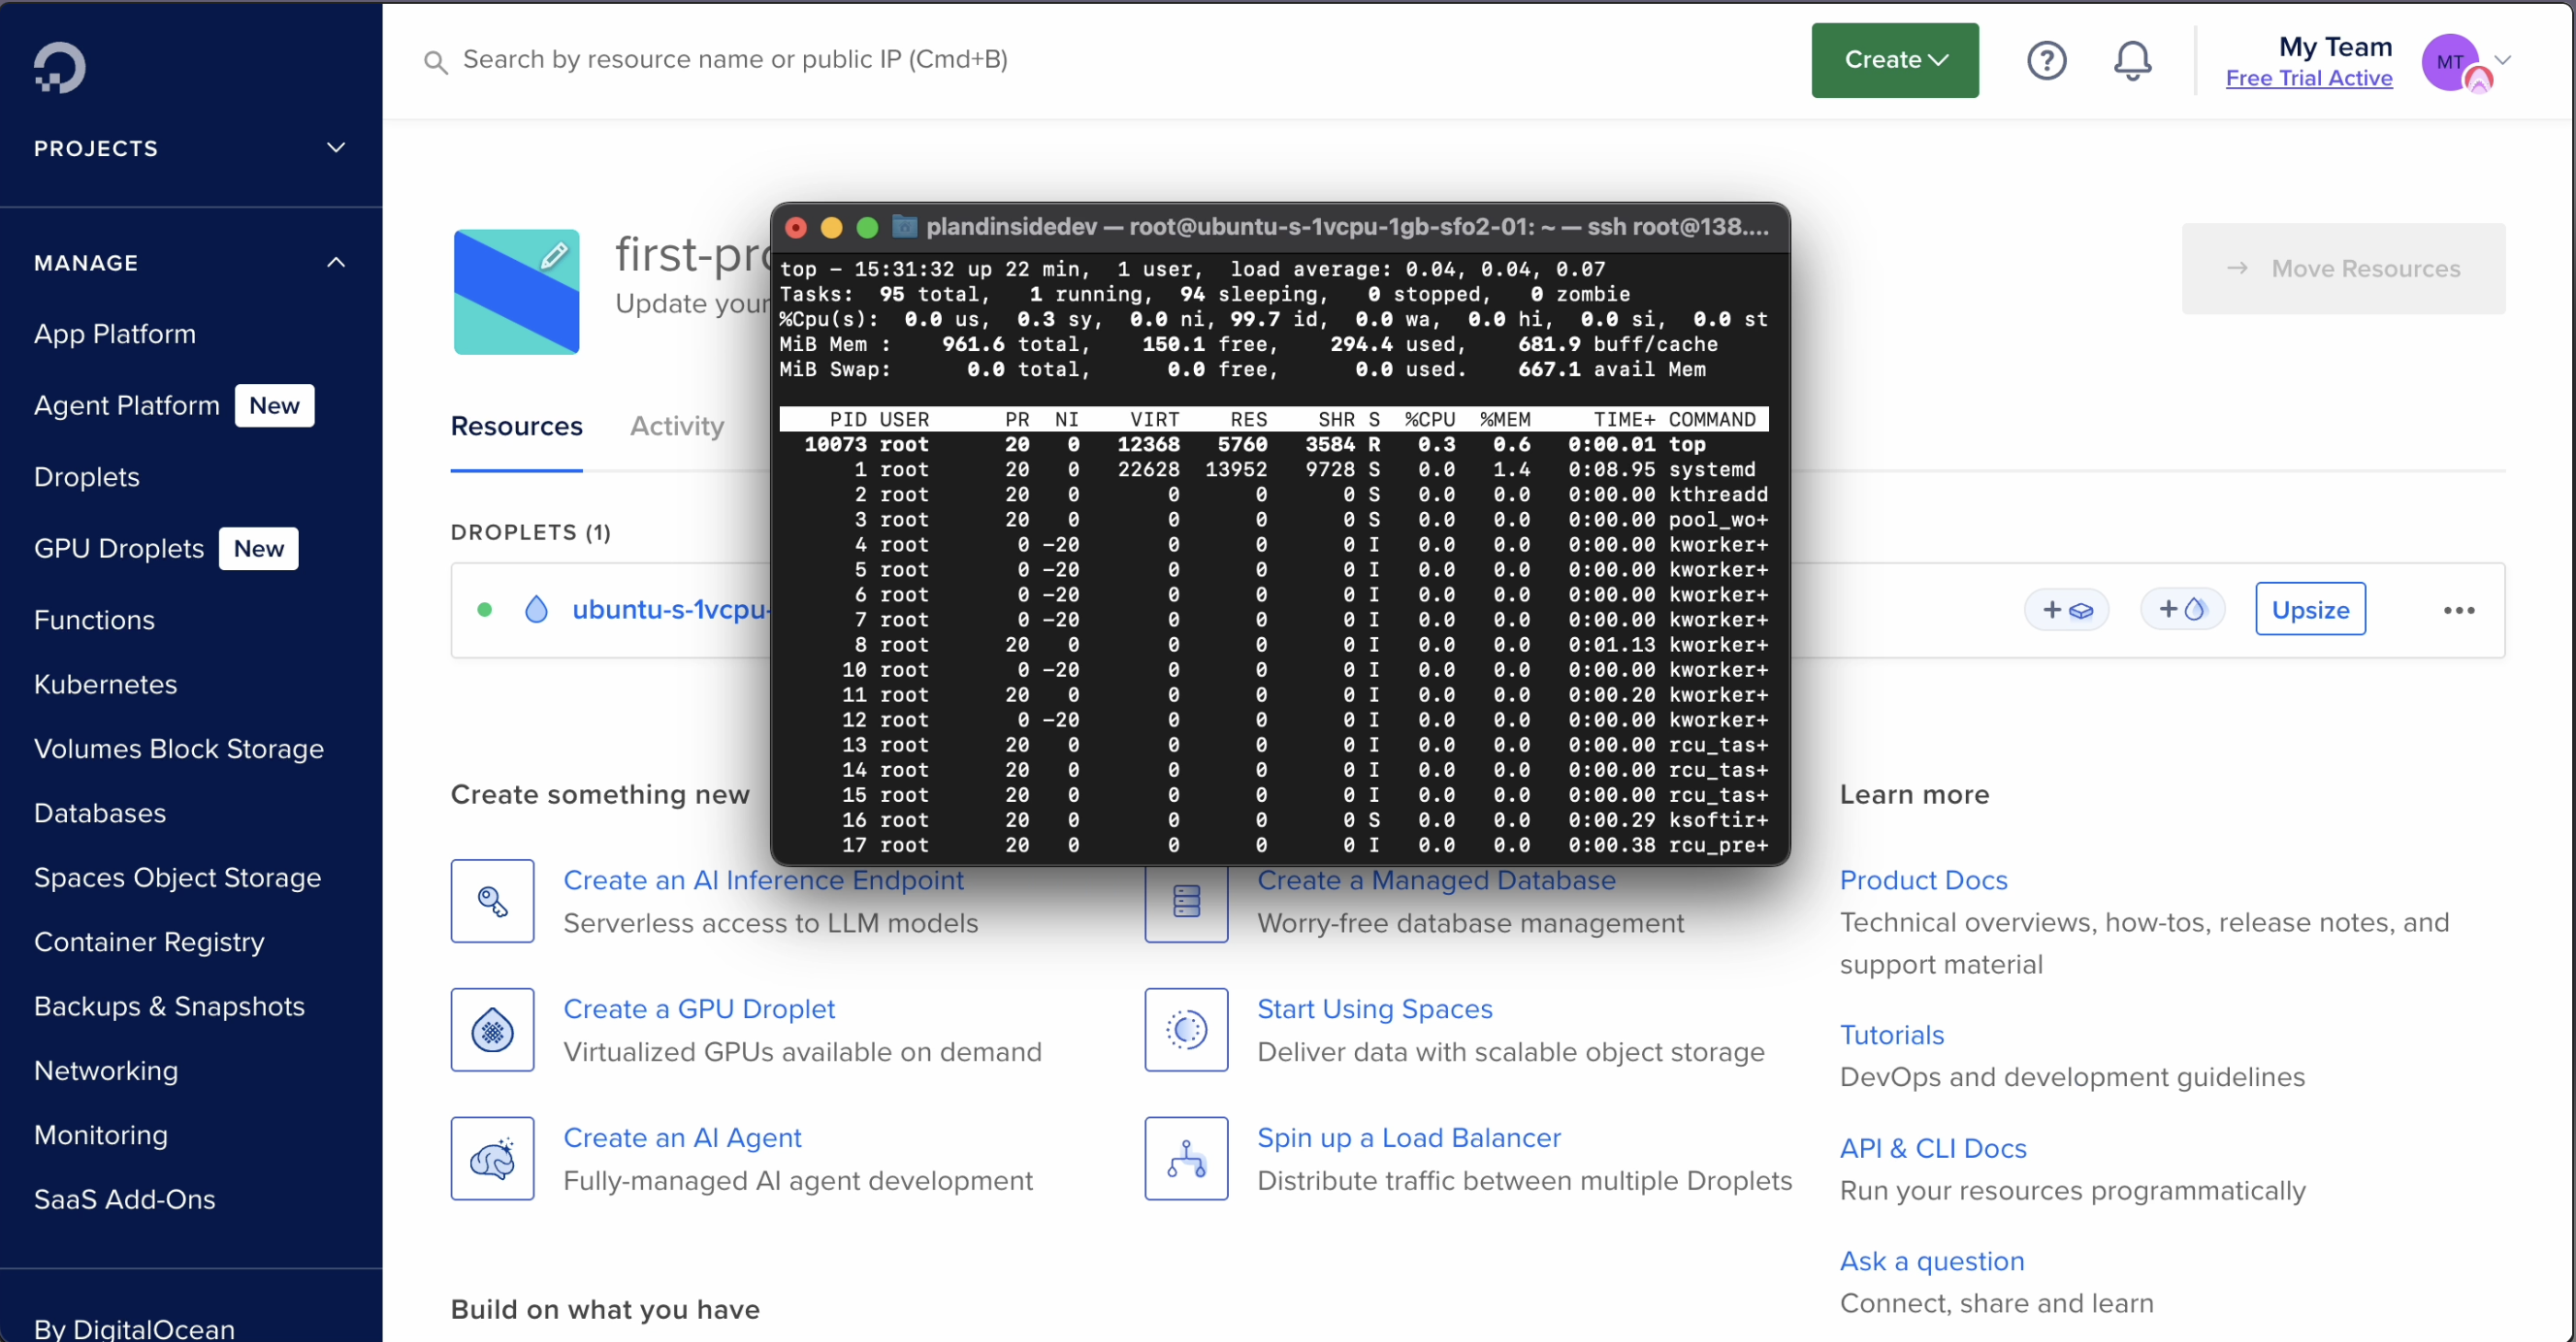 PROJECTS
MANAGE
App Platform
Agent Platform New
Droplets
GPU Droplets New
Functions
Kubernetes
Volumes Block Storage
Databases
Spaces Object Storage
Container Registry
Backups & Snapshots
Networking
Monitoring
SaaS Add-Ons
By DigitalOcean
Search by resource name or public IP (Cmd+B)
Create
My Team
Free Trial Active
MT
first-pro
Update your
→ Move Resources
Resources Activity
DROPLETS (1)
ubuntu-s-1vcpu-
+ + Upsize
plandinsidedev — root@ubuntu-s-1vcpu-1gb-sfo2-01: ~ — ssh root@138....
top - 15:31:32 up 22 min,  1 user,  load average: 0.04, 0.04, 0.07
Tasks:  95 total,   1 running,  94 sleeping,   0 stopped,   0 zombie
%Cpu(s):  0.0 us,  0.3 sy,  0.0 ni, 99.7 id,  0.0 wa,  0.0 hi,  0.0 si,  0.0 st
MiB Mem :    961.6 total,    150.1 free,    294.4 used,    681.9 buff/cache
MiB Swap:      0.0 total,      0.0 free,      0.0 used.    667.1 avail Mem
PID USER      PR  NI    VIRT    RES    SHR S  %CPU  %MEM     TIME+ COMMAND
10073 root      20   0   12368   5760   3584 R   0.3   0.6   0:00.01 top
1 root      20   0   22628  13952   9728 S   0.0   1.4   0:08.95 systemd
2 root      20   0       0      0      0 S   0.0   0.0   0:00.00 kthreadd
3 root      20   0       0      0      0 S   0.0   0.0   0:00.00 pool_wo+
4 root       0 -20       0      0      0 I   0.0   0.0   0:00.00 kworker+
5 root       0 -20       0      0      0 I   0.0   0.0   0:00.00 kworker+
6 root       0 -20       0      0      0 I   0.0   0.0   0:00.00 kworker+
7 root       0 -20       0      0      0 I   0.0   0.0   0:00.00 kworker+
8 root      20   0       0      0      0 I   0.0   0.0   0:01.13 kworker+
10 root       0 -20       0      0      0 I   0.0   0.0   0:00.00 kworker+
11 root      20   0       0      0      0 I   0.0   0.0   0:00.20 kworker+
12 root       0 -20       0      0      0 I   0.0   0.0   0:00.00 kworker+
13 root      20   0       0      0      0 I   0.0   0.0   0:00.00 rcu_tas+
14 root      20   0       0      0      0 I   0.0   0.0   0:00.00 rcu_tas+
15 root      20   0       0      0      0 I   0.0   0.0   0:00.00 rcu_tas+
16 root      20   0       0      0      0 S   0.0   0.0   0:00.29 ksoftir+
17 root      20   0       0      0      0 I   0.0   0.0   0:00.38 rcu_pre+
Create something new
Create an AI Inference Endpoint
Serverless access to LLM models
Create a GPU Droplet
Virtualized GPUs available on demand
Create an AI Agent
Fully-managed AI agent development
Create a Managed Database
Worry-free database management
Start Using Spaces
Deliver data with scalable object storage
Spin up a Load Balancer
Distribute traffic between multiple Droplets
Learn more
Product Docs
Technical overviews, how-tos, release notes, and
support material
Tutorials
DevOps and development guidelines
API & CLI Docs
Run your resources programmatically
Ask a question
Connect, share and learn
Build on what you have